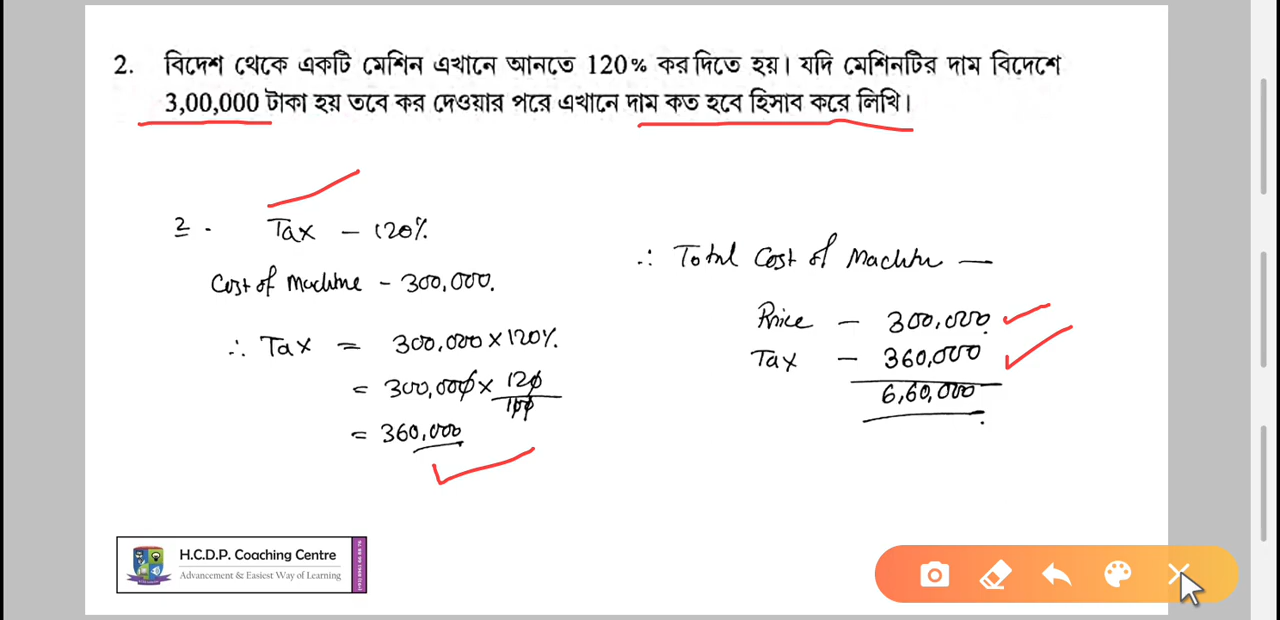 2. বিদেশ থেকে একটি মেশিন এখানে আনতে 120% কর দিতে হয়। যদি মেশিনটির দাম বিদেশে
3,00,000 টাকা হয় তবে কর দেওয়ার পরে এখানে দাম কত হবে হিসাব করে লিখি।
2. Tax - 120%
Cost of Machine - 300,000.
∴ Tax = 300,000 × 120%
= 300,000 × 120/100
= 360,000
∴ Total Cost of Machine —
Price - 300,000
Tax - 360,000
6,60,000
H.C.D.P. Coaching Centre
Advancement & Easiest Way of Learning